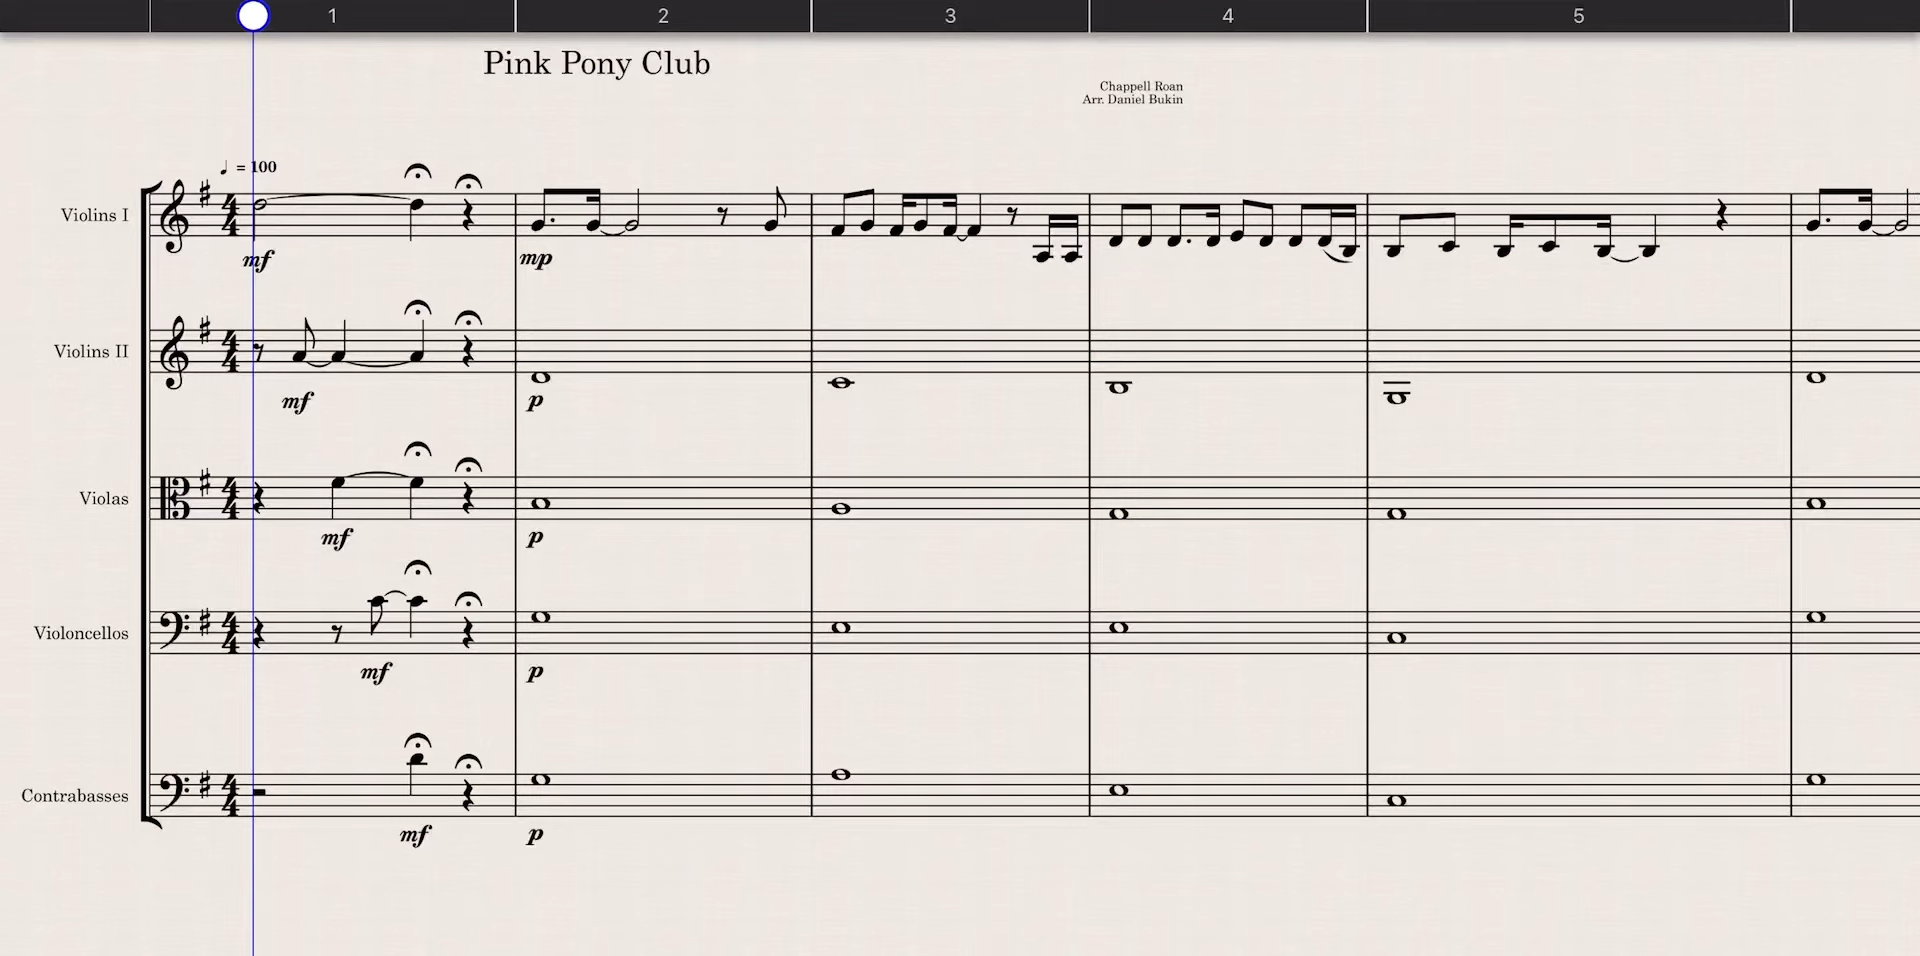 1 2 3 4 5
Pink Pony Club
Chappell Roan
Arr. Daniel Bukin
♩ = 100
Violins I
mf mp
Violins II
mf p
Violas
mf p
Violoncellos
mf p
Contrabasses
mf p